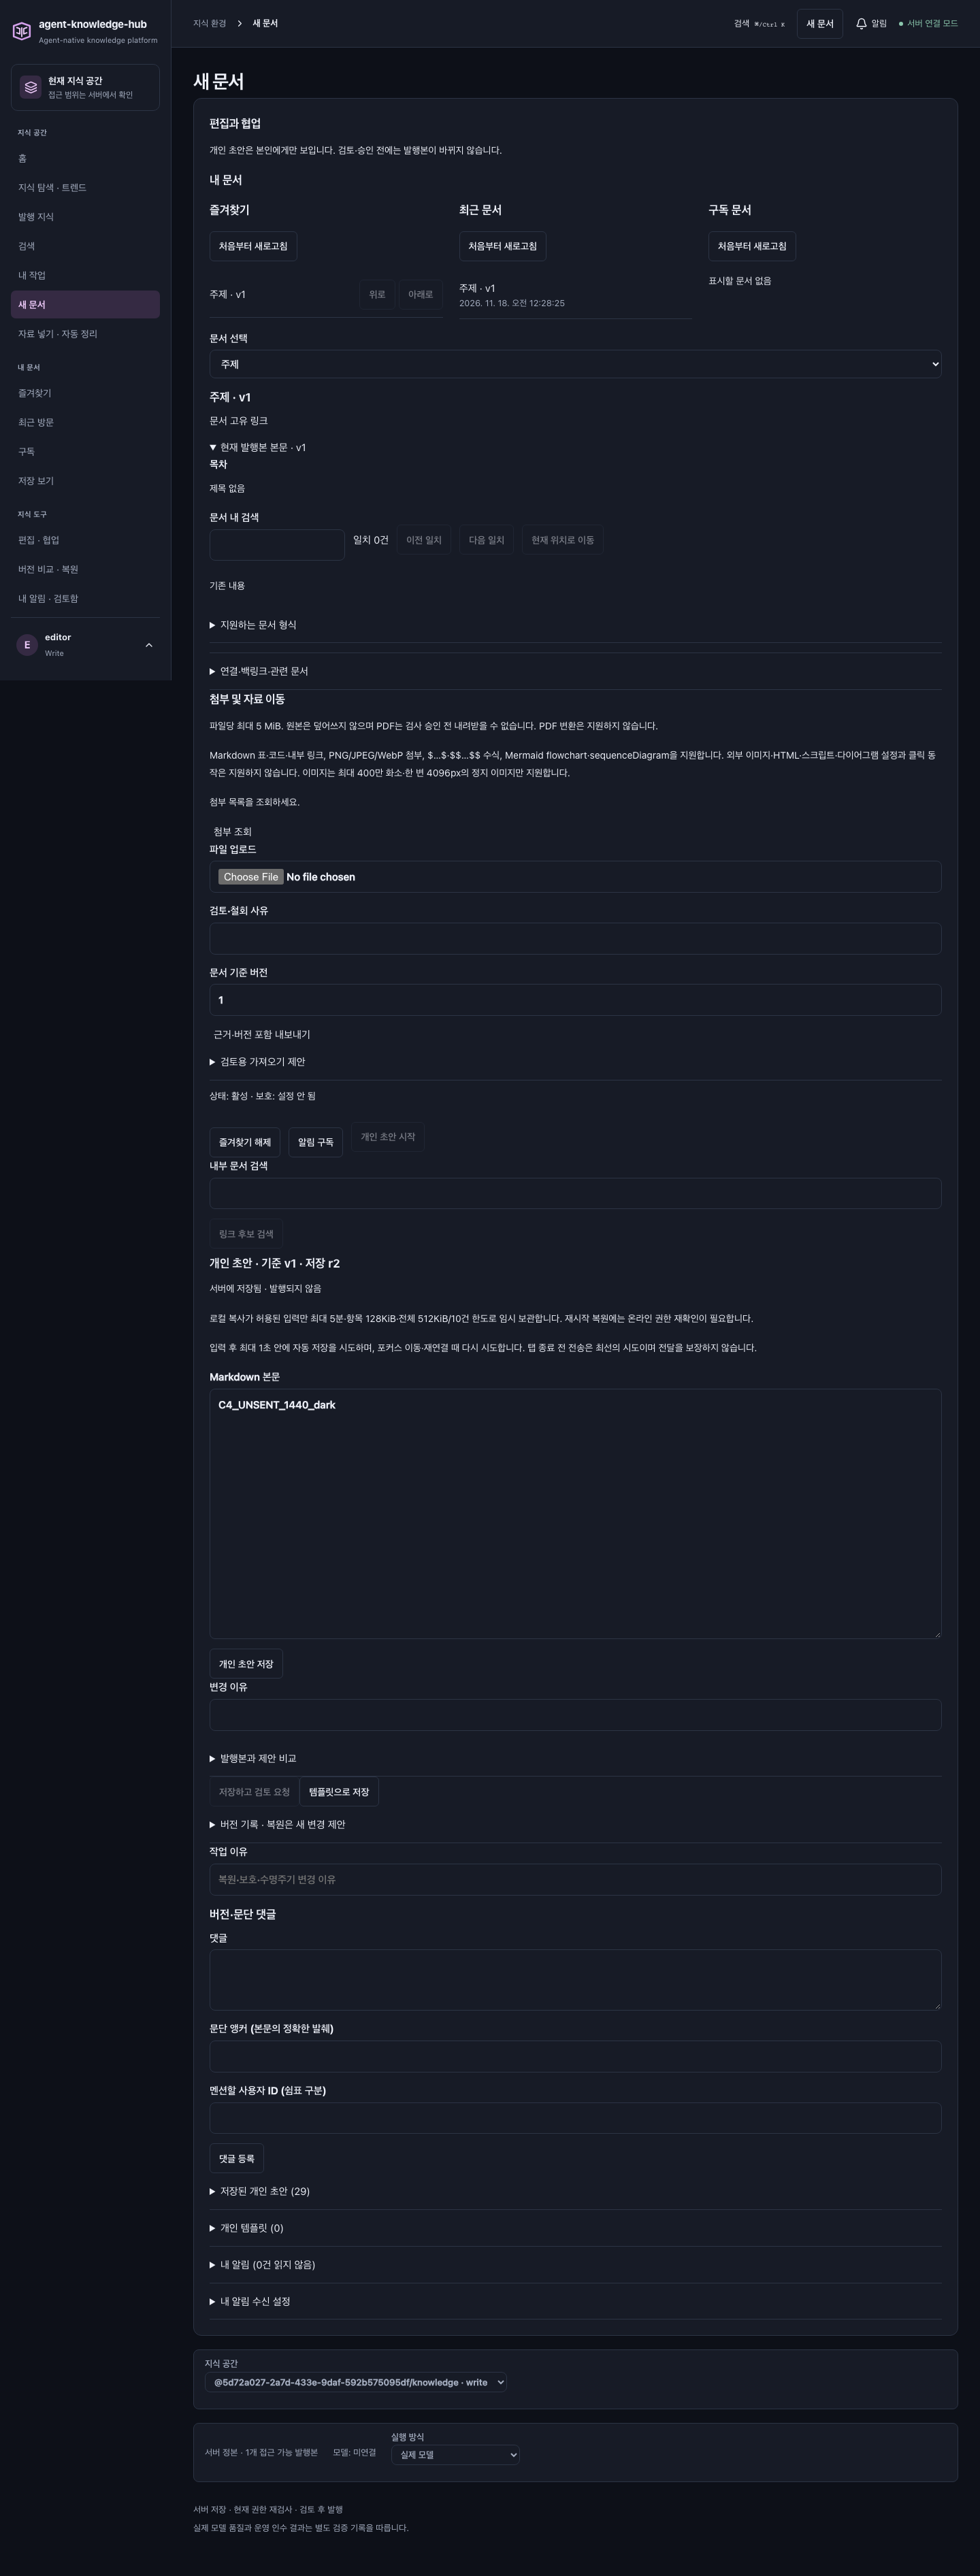 agent-knowledge-hub
Agent-native knowledge platform
현재 지식 공간
접근 범위는 서버에서 확인
지식 공간
홈
지식 탐색 · 트렌드
발행 지식
검색
내 작업
새 문서
자료 넣기 · 자동 정리
내 문서
즐겨찾기
최근 방문
구독
저장 보기
지식 도구
편집 · 협업
버전 비교 · 복원
내 알림 · 검토함
E
editor
Write
지식 환경 > 새 문서
검색 ⌘/Ctrl K 새 문서 알림 서버 연결 모드
새 문서
편집과 협업
개인 초안은 본인에게만 보입니다. 검토·승인 전에는 발행본이 바뀌지 않습니다.
내 문서
즐겨찾기
처음부터 새로고침
주제 · v1 위로 아래로
최근 문서
처음부터 새로고침
주제 · v1
2026. 11. 18. 오전 12:28:25
구독 문서
처음부터 새로고침
표시할 문서 없음
문서 선택
주제
주제 · v1
문서 고유 링크
▼ 현재 발행본 본문 · v1
목차
제목 없음
문서 내 검색
일치 0건 이전 일치 다음 일치 현재 위치로 이동
기존 내용
▶ 지원하는 문서 형식
▶ 연결·백링크·관련 문서
첨부 및 자료 이동
파일당 최대 5 MiB. 원본은 덮어쓰지 않으며 PDF는 검사 승인 전 내려받을 수 없습니다. PDF 변환은 지원하지 않습니다.
Markdown 표·코드·내부 링크, PNG/JPEG/WebP 첨부, $...$·$$...$$ 수식, Mermaid flowchart·sequenceDiagram을 지원합니다. 외부 이미지·HTML·스크립트·다이어그램 설정과 클릭 동
작은 지원하지 않습니다. 이미지는 최대 400만 화소·한 변 4096px의 정지 이미지만 지원합니다.
첨부 목록을 조회하세요.
첨부 조회
파일 업로드
Choose File No file chosen
검토·철회 사유
문서 기준 버전
1
근거·버전 포함 내보내기
▶ 검토용 가져오기 제안
상태: 활성 · 보호: 설정 안 됨
즐겨찾기 해제 알림 구독 개인 초안 시작
내부 문서 검색
링크 후보 검색
개인 초안 · 기준 v1 · 저장 r2
서버에 저장됨 · 발행되지 않음
로컬 복사가 허용된 입력만 최대 5분·항목 128KiB·전체 512KiB/10건 한도로 임시 보관합니다. 재시작 복원에는 온라인 권한 재확인이 필요합니다.
입력 후 최대 1초 안에 자동 저장을 시도하며, 포커스 이동·재연결 때 다시 시도합니다. 탭 종료 전 전송은 최선의 시도이며 전달을 보장하지 않습니다.
Markdown 본문
C4_UNSENT_1440_dark
개인 초안 저장
변경 이유
▶ 발행본과 제안 비교
저장하고 검토 요청 템플릿으로 저장
▶ 버전 기록 · 복원은 새 변경 제안
작업 이유
복원·보호·수명주기 변경 이유
버전·문단 댓글
댓글
문단 앵커 (본문의 정확한 발췌)
멘션할 사용자 ID (쉼표 구분)
댓글 등록
▶ 저장된 개인 초안 (29)
▶ 개인 템플릿 (0)
▶ 내 알림 (0건 읽지 않음)
▶ 내 알림 수신 설정
지식 공간
@5d72a027-2a7d-433e-9daf-592b575095df/knowledge · write
서버 정본 · 1개 접근 가능 발행본 모델: 미연결
실행 방식
실제 모델
서버 저장 · 현재 권한 재검사 · 검토 후 발행
실제 모델 품질과 운영 인수 결과는 별도 검증 기록을 따릅니다.